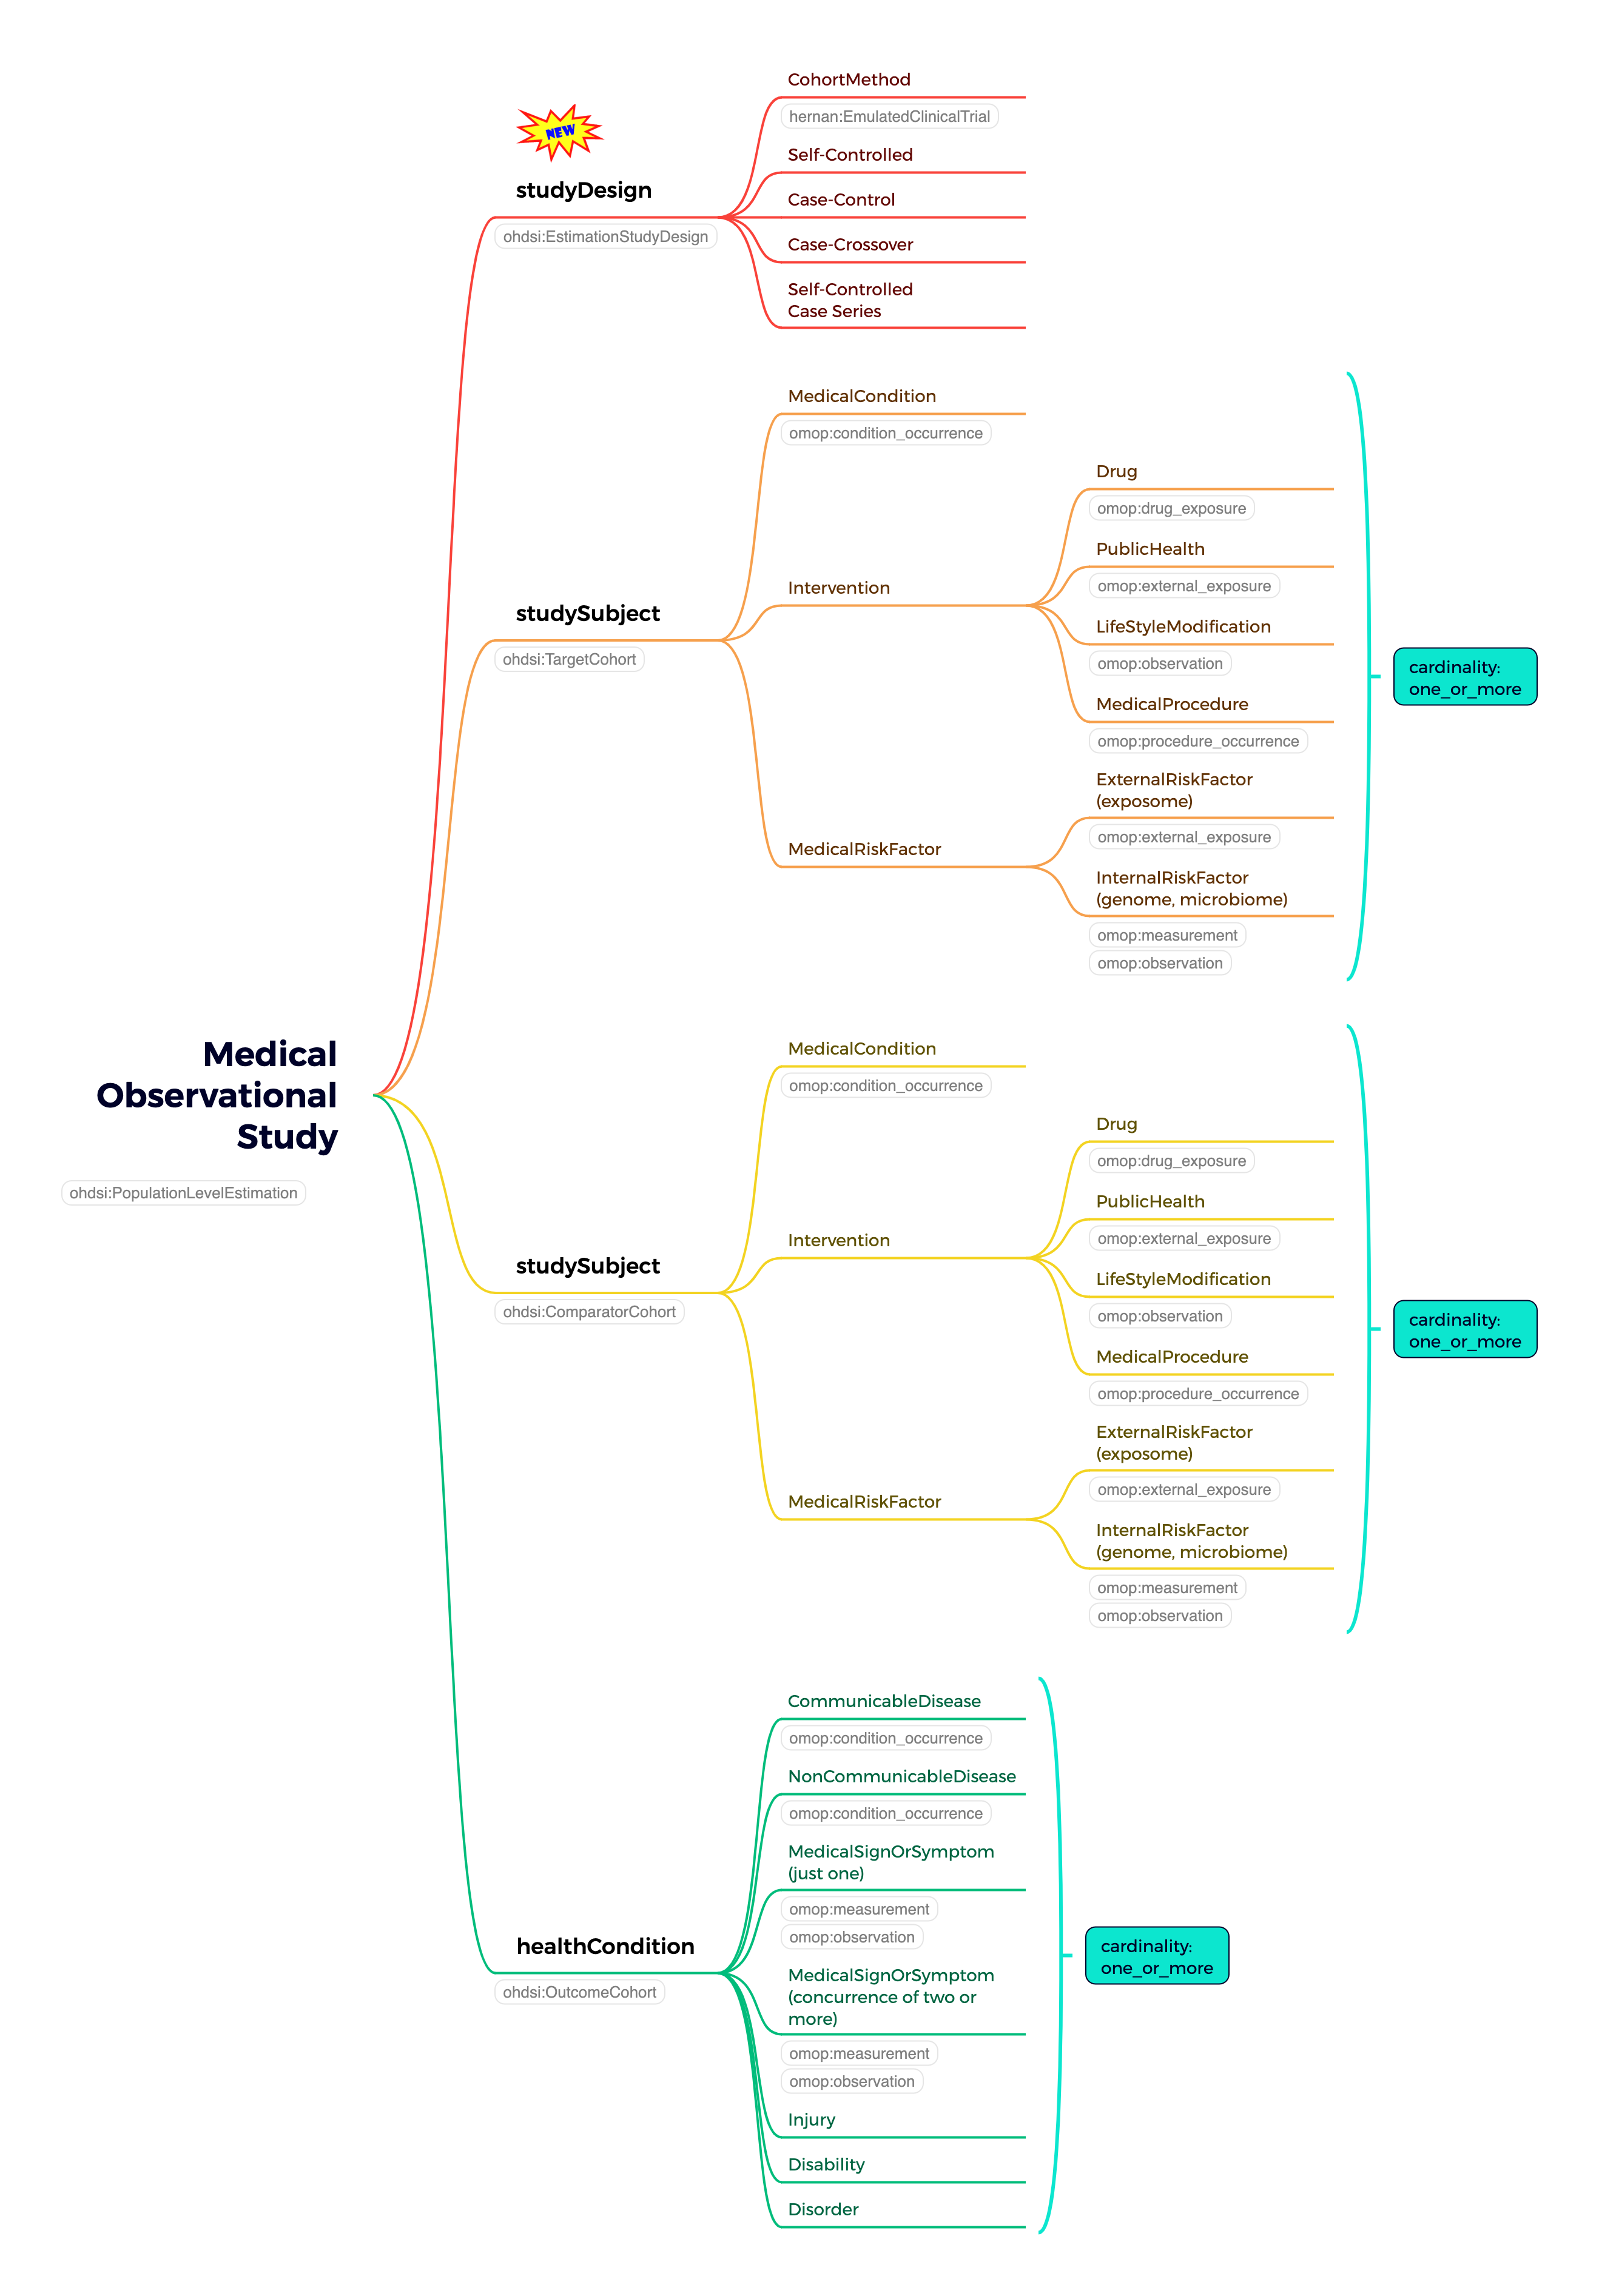 CohortMethod
hernan:EmulatedClinicalTrial
NEW
Self-Controlled
studyDesign
Case-Control
ohdsi:EstimationStudyDesign
Case-Crossover
Self-Controlled
Case Series
MedicalCondition
omop:condition_occurrence
Drug
omop:drug_exposure
PublicHealth
omop:external_exposure
Intervention
studySubject
LifeStyleModification
ohdsi:TargetCohort
omop:observation
cardinality:
one_or_more
MedicalProcedure
omop:procedure_occurrence
ExternalRiskFactor
(exposome)
omop:external_exposure
MedicalRiskFactor
InternalRiskFactor
(genome, microbiome)
omop:measurement
omop:observation
Medical
Observational
Study
ohdsi:PopulationLevelEstimation
MedicalCondition
omop:condition_occurrence
Drug
omop:drug_exposure
PublicHealth
omop:external_exposure
Intervention
studySubject
LifeStyleModification
ohdsi:ComparatorCohort
omop:observation
cardinality:
one_or_more
MedicalProcedure
omop:procedure_occurrence
ExternalRiskFactor
(exposome)
omop:external_exposure
MedicalRiskFactor
InternalRiskFactor
(genome, microbiome)
omop:measurement
omop:observation
CommunicableDisease
omop:condition_occurrence
NonCommunicableDisease
omop:condition_occurrence
MedicalSignOrSymptom
(just one)
omop:measurement
omop:observation
healthCondition
ohdsi:OutcomeCohort
cardinality:
one_or_more
MedicalSignOrSymptom
(concurrence of two or
more)
omop:measurement
omop:observation
Injury
Disability
Disorder